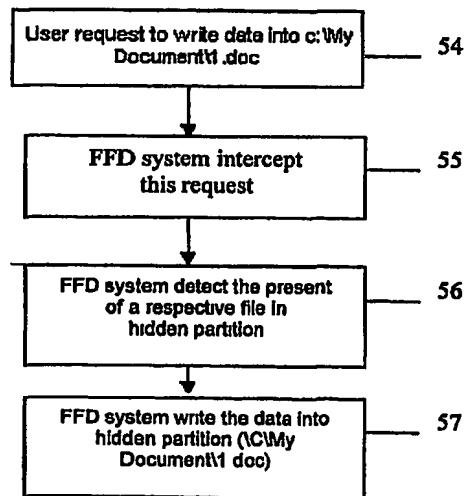 User request to write data into c:\My
Document\1.doc
54
FFD system intercept
this request
55
FFD system detect the present
of a respective file in
hidden partition
56
FFD system write the data into
hidden partition (\C\My
Document\1 doc)
57